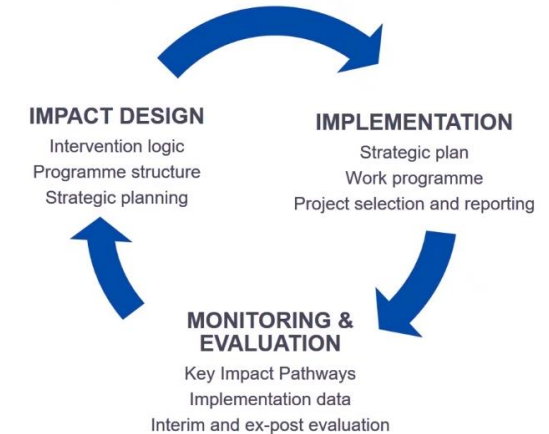 IMPACT DESIGN
Intervention logic
Programme structure
Strategic planning
IMPLEMENTATION
Strategic plan
Work programme
Project selection and reporting
MONITORING &
EVALUATION
Key Impact Pathways
Implementation data
Interim and ex-post evaluation